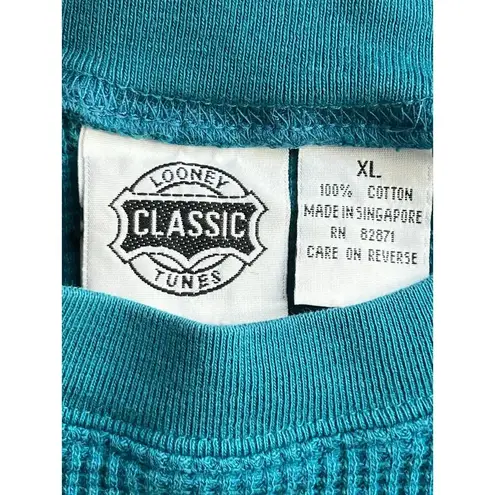 LOONEY
CLASSIC
TUNES
XL
100% COTTON
MADE IN SINGAPORE
RN 82871
CARE ON REVERSE